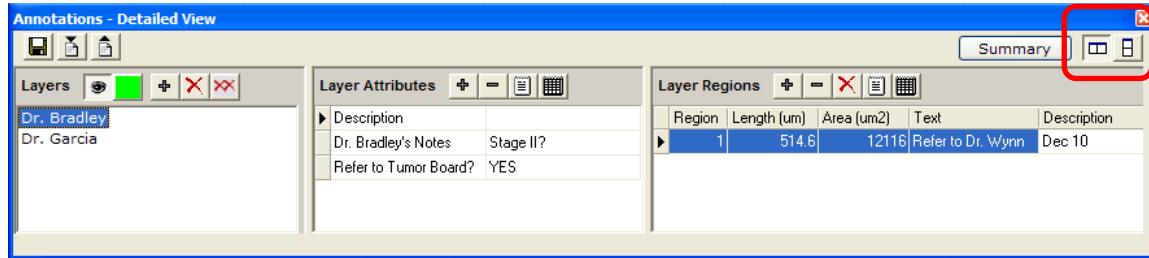 Annotations - Detailed View
Summary
Layers
Layer Attributes
Layer Regions
Dr. Bradley
Dr. Garcia
Description
Dr. Bradley's Notes Stage II?
Refer to Tumor Board? YES
Region Length (um) Area (um2) Text Description
1 514.6 12116 Refer to Dr. Wynn Dec 10